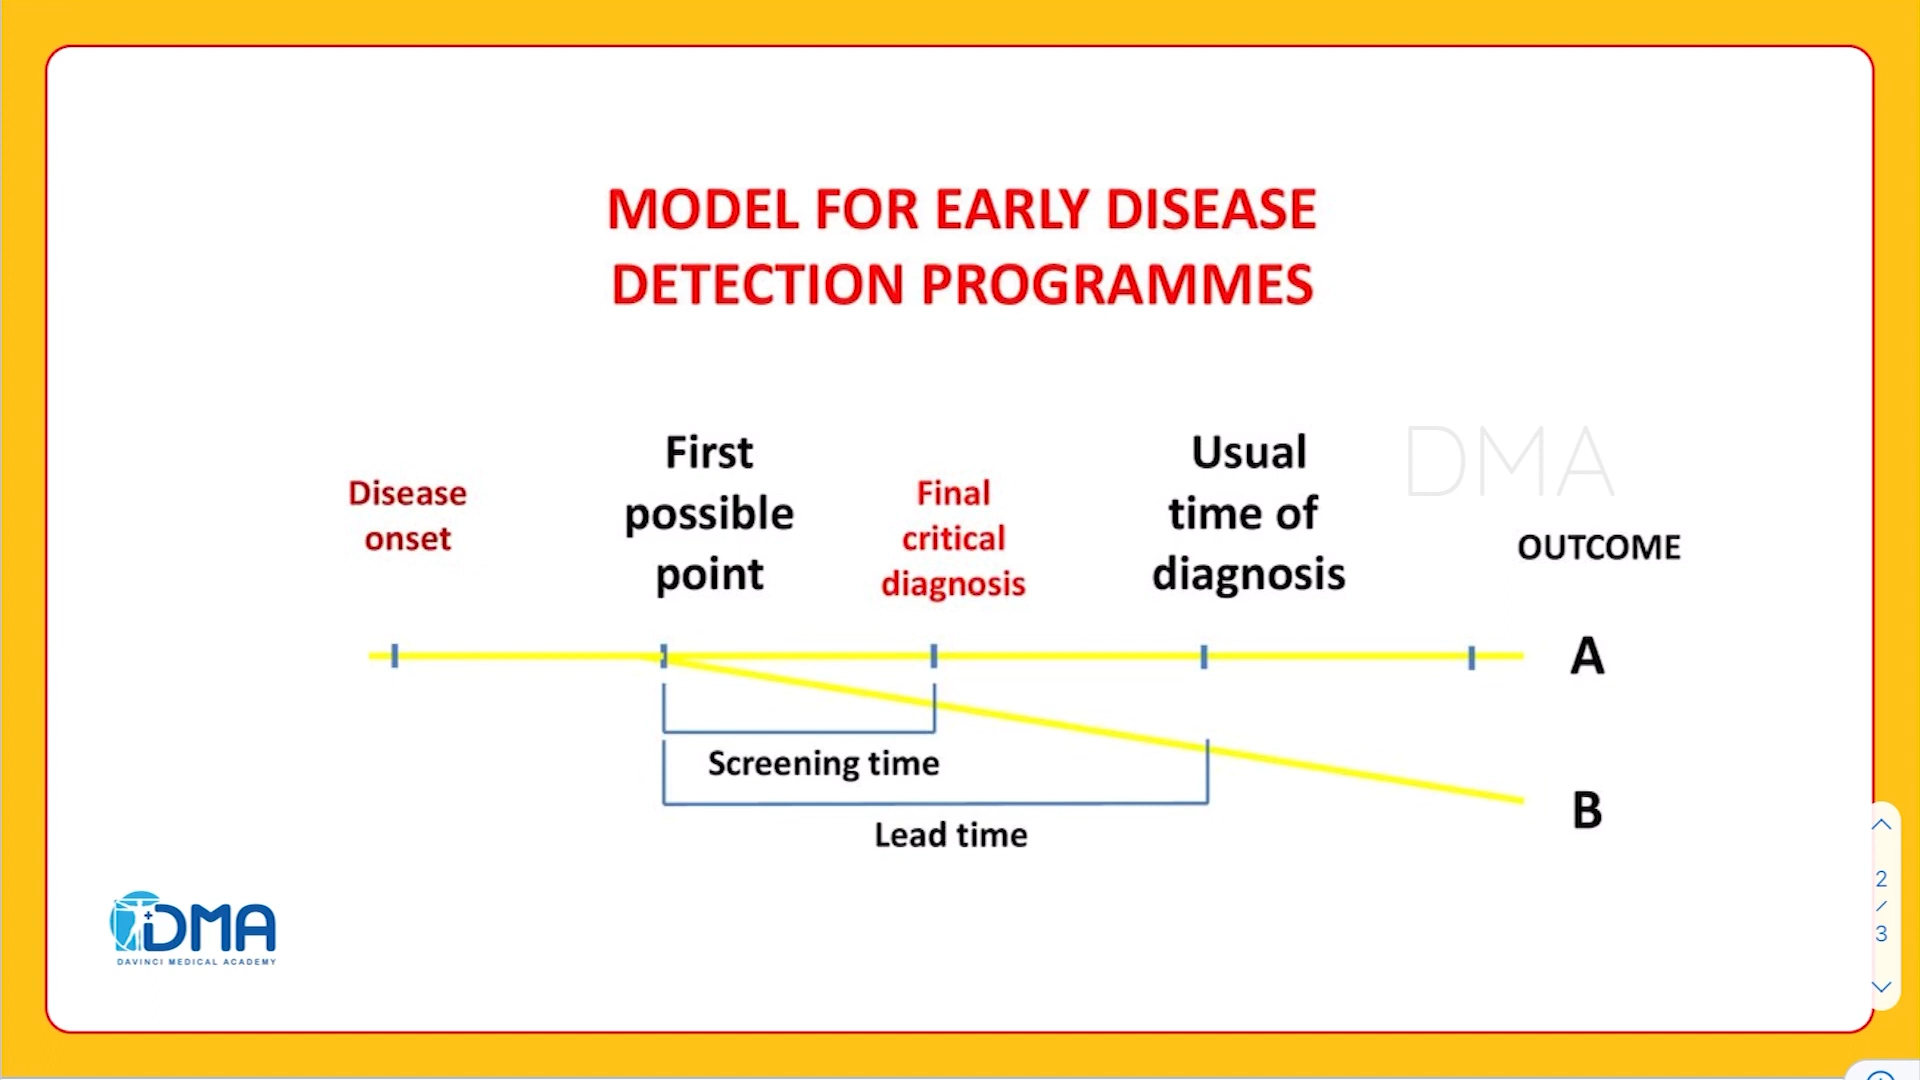 MODEL FOR EARLY DISEASE
DETECTION PROGRAMMES
Disease
onset
First
possible
point
Final
critical
diagnosis
Usual
time of
diagnosis
DMA
OUTCOME
A
Screening time
B
Lead time
DMA
DAVINCI MEDICAL ACADEMY
2
/
3